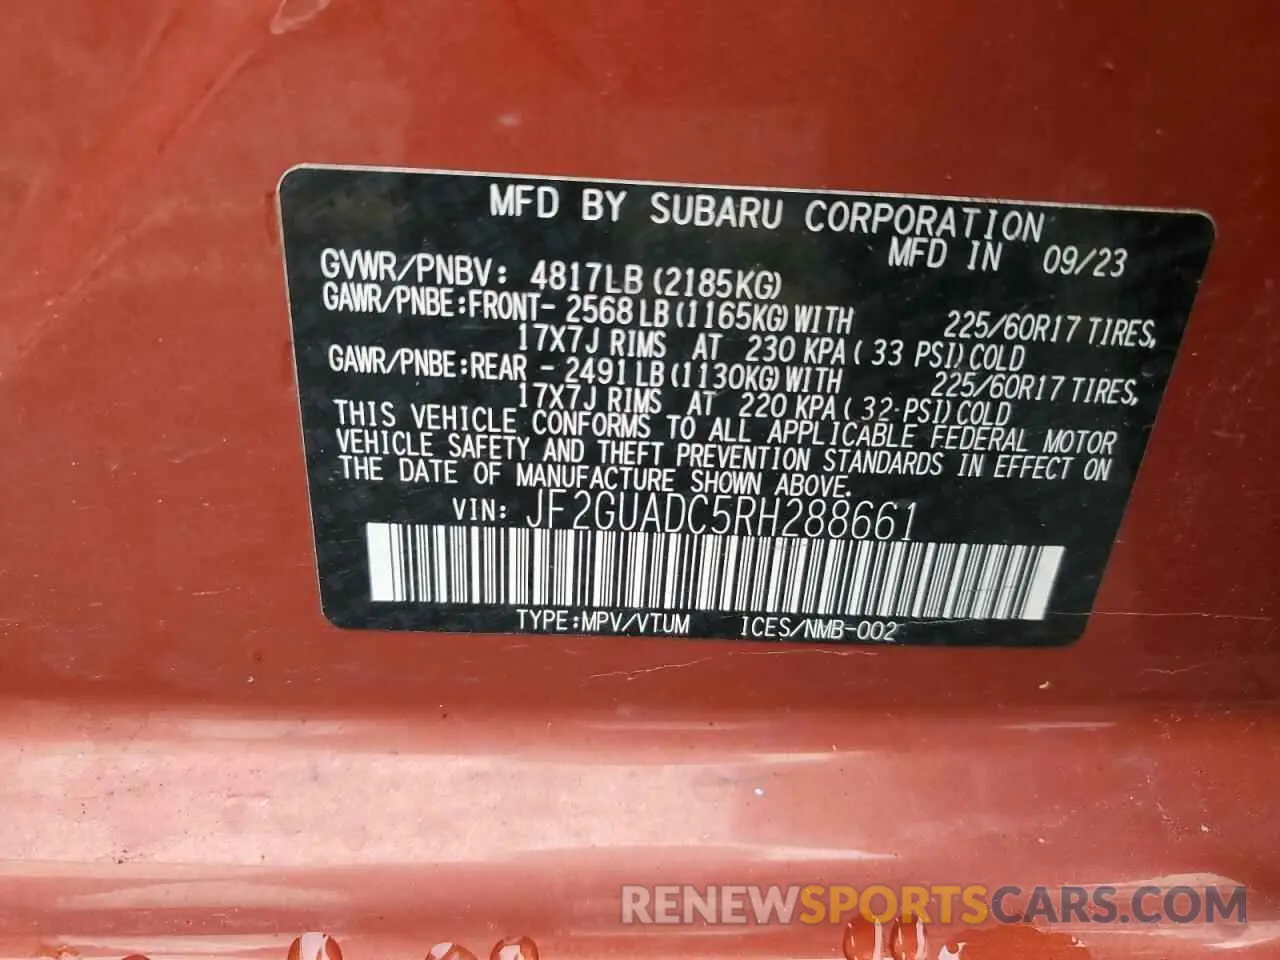 MFD BY SUBARU CORPORATION
MFD IN 09/23
GVWR/PNBV: 4817LB (2185KG)
GAWR/PNBE:FRONT- 2568 LB (1165KG) WITH 225/60R17 TIRES,
17X7J RIMS AT 230 KPA ( 33 PSI) COLD
GAWR/PNBE:REAR - 2491 LB (1130KG) WITH 225/60R17 TIRES,
17X7J RIMS AT 220 KPA ( 32-PSI) COLD
THIS VEHICLE CONFORMS TO ALL APPLICABLE FEDERAL MOTOR
VEHICLE SAFETY AND THEFT PREVENTION STANDARDS IN EFFECT ON
THE DATE OF MANUFACTURE SHOWN ABOVE.
VIN: JF2GUADC5RH288661
TYPE:MPV/VTUM ICES/NMB-002
RENEWSPORTSCARS.COM